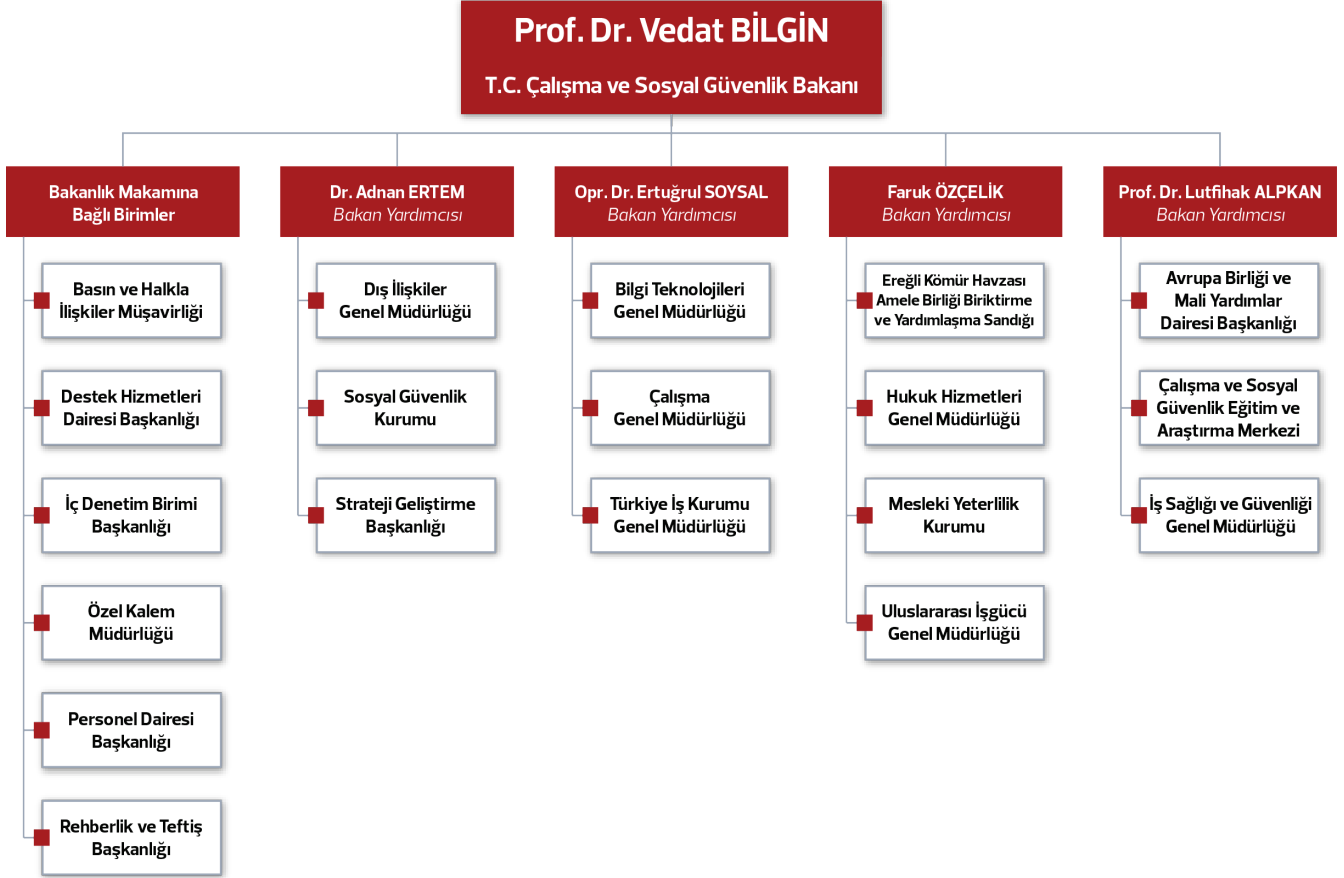 Prof. Dr. Vedat BİLGİN
T.C. Çalışma ve Sosyal Güvenlik Bakanı
Bakanlık Makamına
Bağlı Birimler
Basın ve Halkla
İlişkiler Müşavirliği
Destek Hizmetleri
Dairesi Başkanlığı
İç Denetim Birimi
Başkanlığı
Özel Kalem
Müdürlüğü
Personel Dairesi
Başkanlığı
Rehberlik ve Teftiş
Başkanlığı
Dr. Adnan ERTEM
Bakan Yardımcısı
Dış İlişkiler
Genel Müdürlüğü
Sosyal Güvenlik
Kurumu
Strateji Geliştirme
Başkanlığı
Opr. Dr. Ertuğrul SOYSAL
Bakan Yardımcısı
Bilgi Teknolojileri
Genel Müdürlüğü
Çalışma
Genel Müdürlüğü
Türkiye İş Kurumu
Genel Müdürlüğü
Faruk ÖZÇELİK
Bakan Yardımcısı
Ereğli Kömür Havzası
Amele Birliği Biriktirme
ve Yardımlaşma Sandığı
Hukuk Hizmetleri
Genel Müdürlüğü
Mesleki Yeterlilik
Kurumu
Uluslararası İşgücü
Genel Müdürlüğü
Prof. Dr. Lutfihak ALPKAN
Bakan Yardımcısı
Avrupa Birliği ve
Mali Yardımlar
Dairesi Başkanlığı
Çalışma ve Sosyal
Güvenlik Eğitim ve
Araştırma Merkezi
İş Sağlığı ve Güvenliği
Genel Müdürlüğü